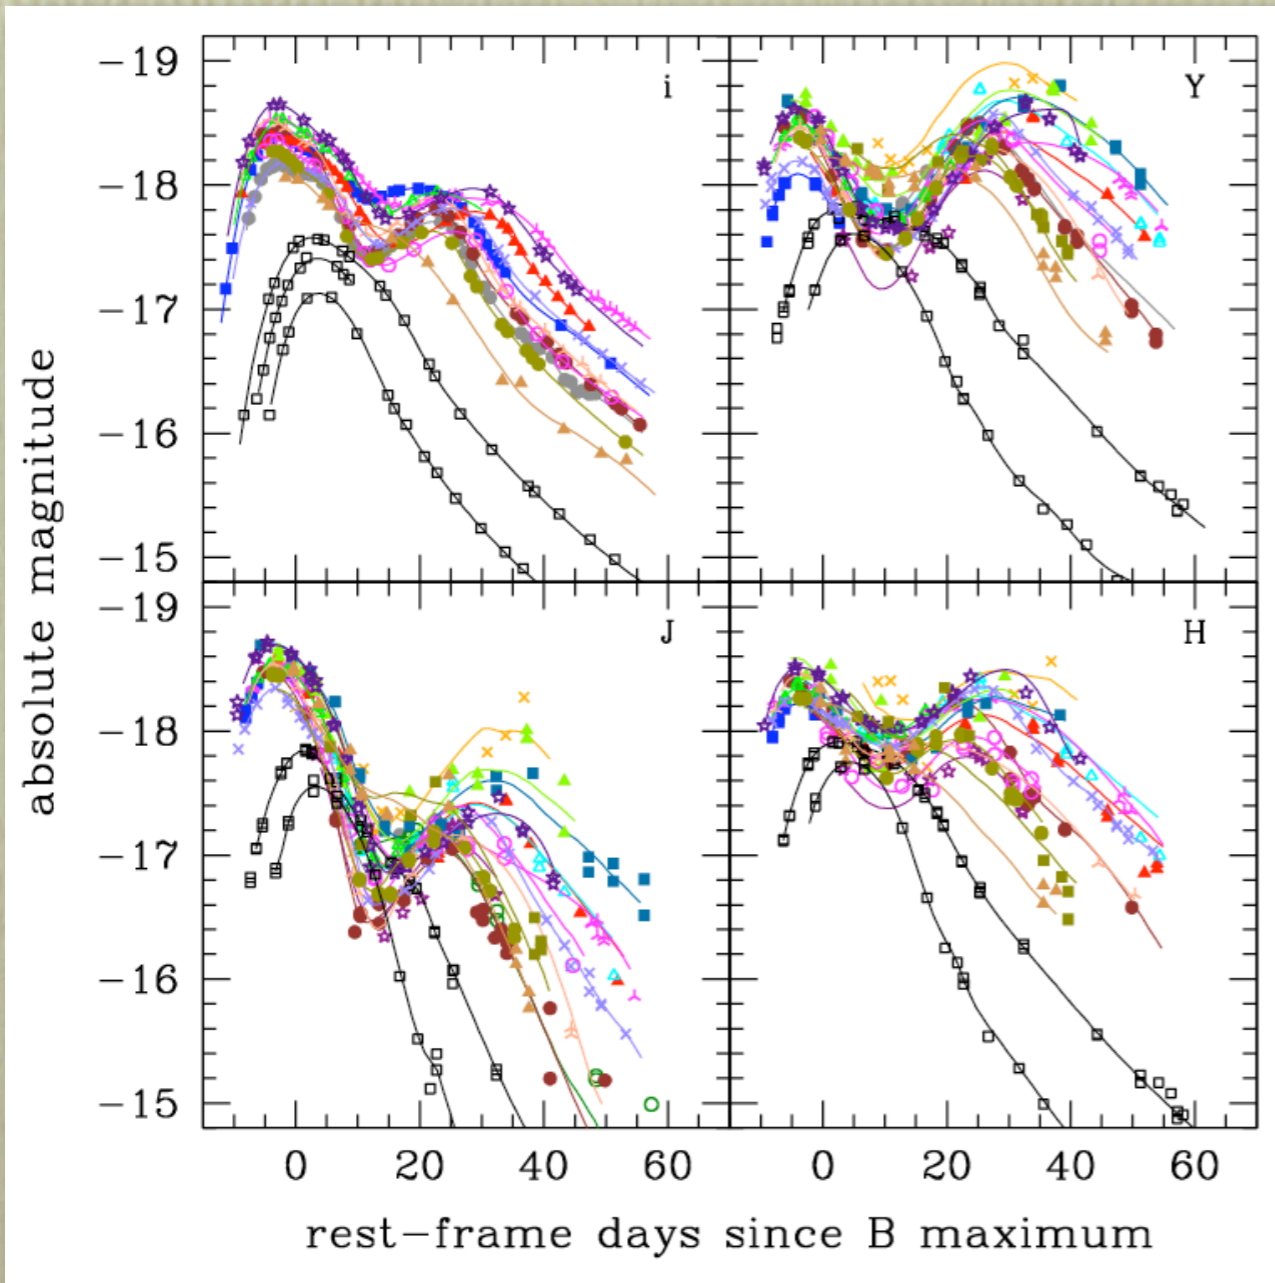 i
Y
−19
−18
−17
−16
−15
J
H
−19
−18
−17
−16
−15
0 20 40 60 0 20 40 60
absolute magnitude
rest−frame days since B maximum